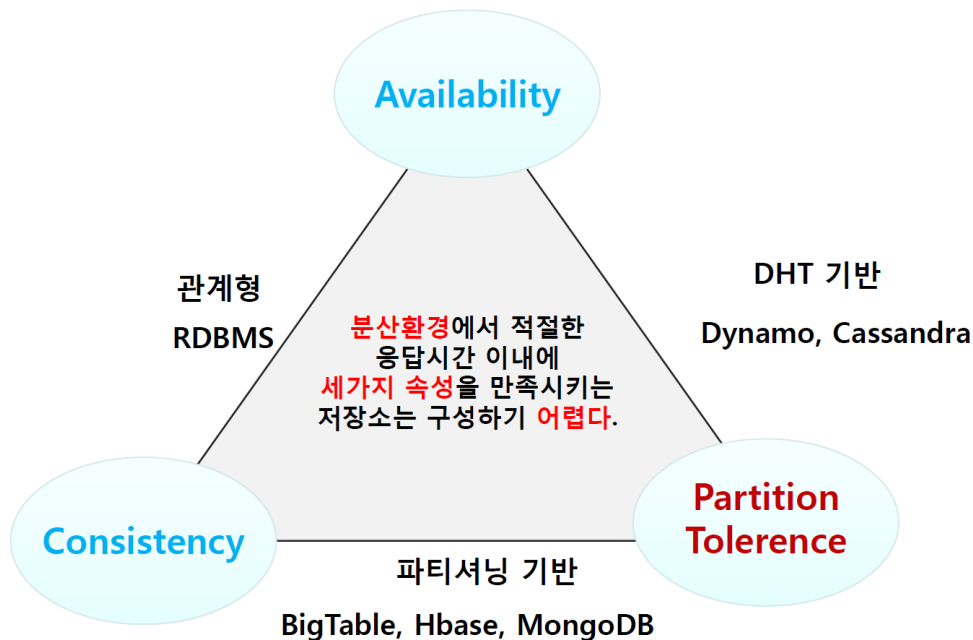 Availability
관계형
RDBMS
DHT 기반
Dynamo, Cassandra
분산환경에서 적절한
응답시간 이내에
세가지 속성을 만족시키는
저장소는 구성하기 어렵다.
Consistency
Partition
Tolerence
파티셔닝 기반
BigTable, Hbase, MongoDB